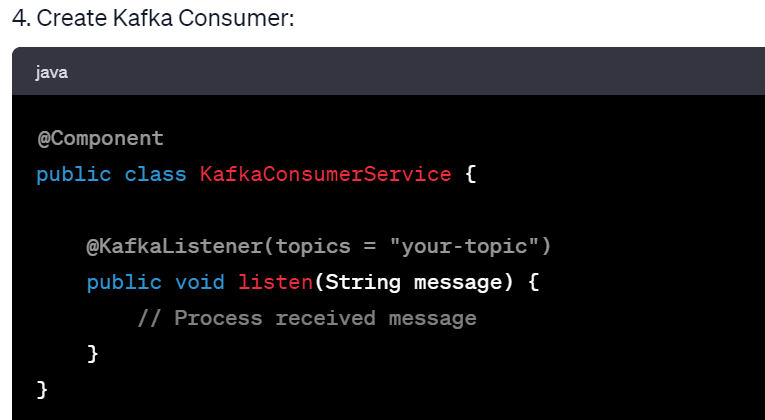 4. Create Kafka Consumer:
java
@Component
public class KafkaConsumerService {
@KafkaListener(topics = "your-topic")
public void listen(String message) {
// Process received message
}
}